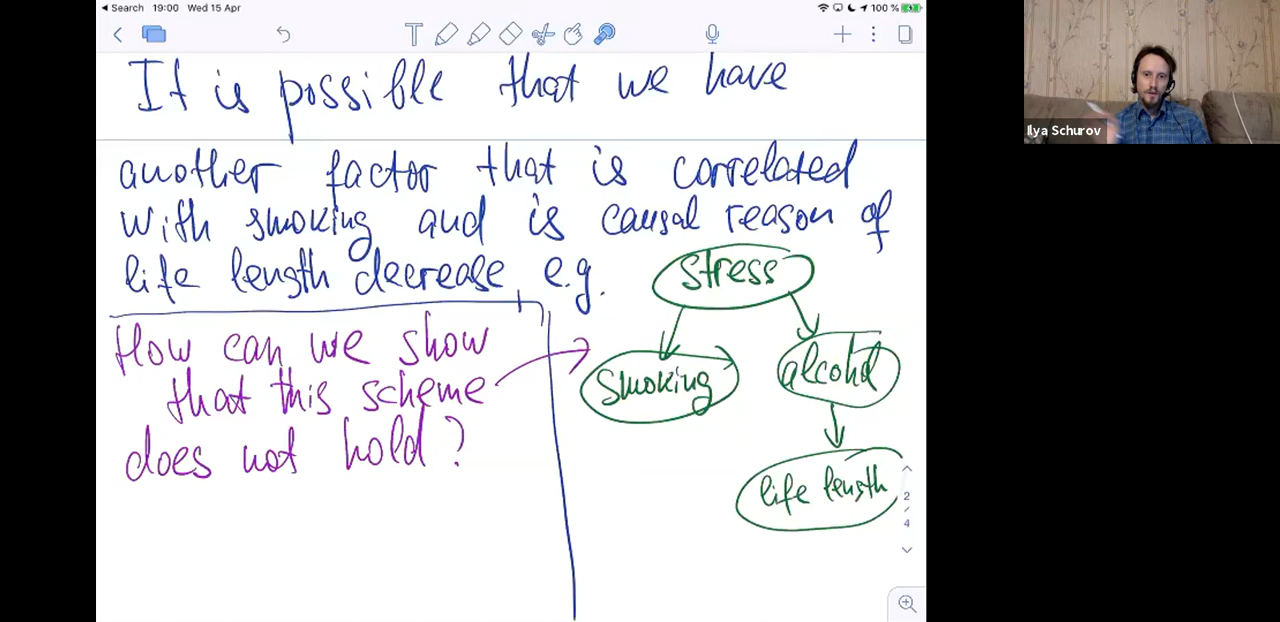 Search 19:00 Wed 15 Apr
100 %
It is possible that we have
another factor that is correlated
with smoking and is causal reason of
life length decrease, e.g.
stress
smoking
alcohol
life length
How can we show
that this scheme
does not hold?
2
4
Ilya Schurov